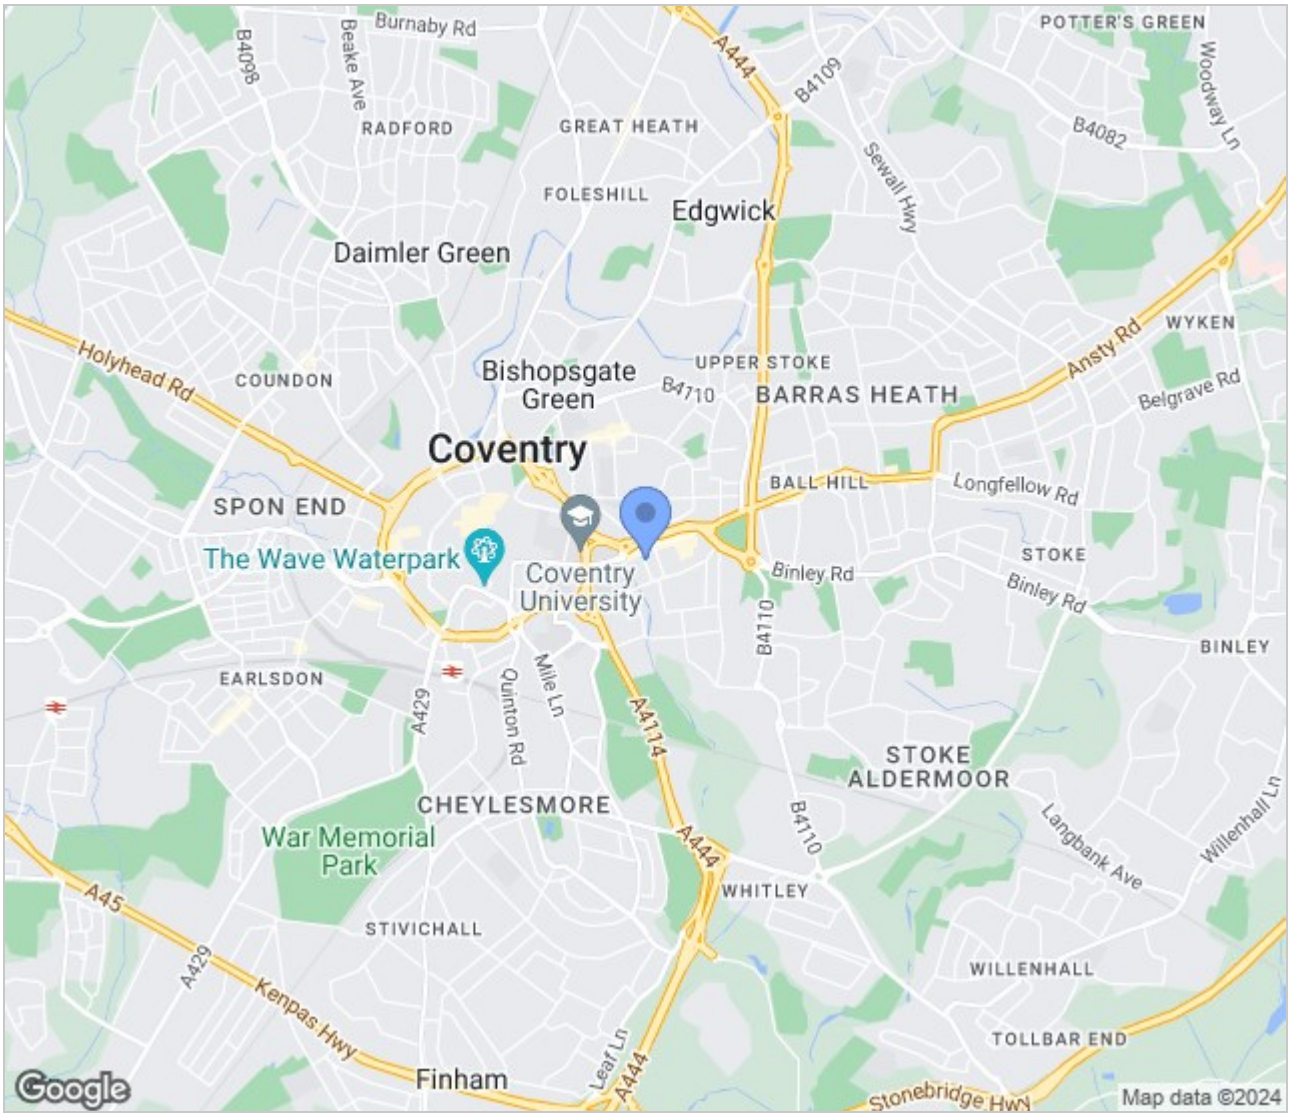 Burnaby Rd
POTTER'S GREEN
B4098
Beake Ave
A444
B4109
Woodway Ln
RADFORD
GREAT HEATH
B4082
Sewall Hwy
FOLESHILL
Edgwick
Daimler Green
WYKEN
Holyhead Rd
Ansty Rd
UPPER STOKE
COUNDON
Bishopsgate
Green
B4710
BARRAS HEATH
Belgrave Rd
Coventry
BALL HILL
Longfellow Rd
SPON END
The Wave Waterpark
STOKE
Coventry
University
Binley Rd
Binley Rd
B4110
BINLEY
EARLSDON
Mile Ln
Quinton Rd
A429
A4114
STOKE
ALDERMOOR
CHEYLESMORE
War Memorial
Park
A444
B4110
Langbank Ave
Willenhall Ln
A45
WHITLEY
STIVICHALL
A429
WILLENHALL
Kenpas Hwy
TOLLBAR END
Leaf Ln
A444
Finham
Stonebridge Hwy
Google
Map data ©2024